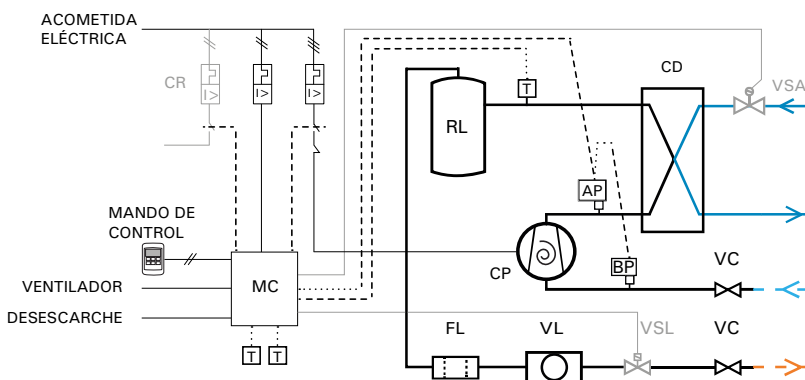 ACOMETIDA
ELÉCTRICA
CR
I>
I>
I>
T
RL
CD
VSA
AP
MANDO DE
CONTROL
CP
BP
VC
VENTILADOR
MC
DESESCARCHE
FL
VL
VSL
VC
T
T